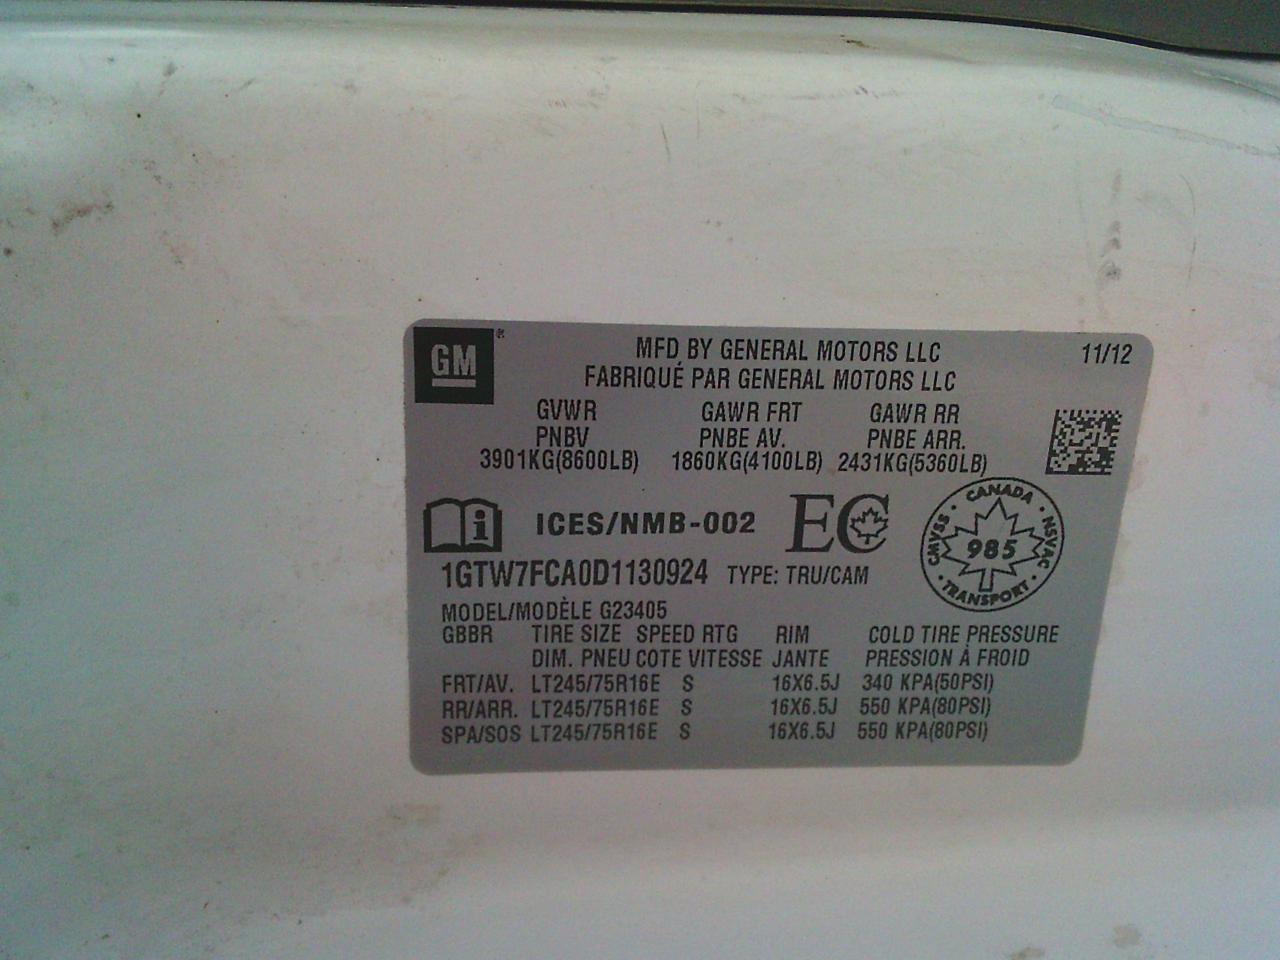 GM®
MFD BY GENERAL MOTORS LLC 11/12
FABRIQUÉ PAR GENERAL MOTORS LLC
GVWR GAWR FRT GAWR RR
PNBV PNBE AV. PNBE ARR.
3901KG(8600LB) 1860KG(4100LB) 2431KG(5360LB)
i ICES/NMB-002 EC
CANADA · NSVAC · TRANSPORT · CMVSS ·
985
1GTW7FCA0D1130924 TYPE: TRU/CAM
MODEL/MODÈLE G23405
GBBR TIRE SIZE SPEED RTG RIM COLD TIRE PRESSURE
DIM. PNEU COTE VITESSE JANTE PRESSION À FROID
FRT/AV. LT245/75R16E S 16X6.5J 340 KPA(50PSI)
RR/ARR. LT245/75R16E S 16X6.5J 550 KPA(80PSI)
SPA/SOS LT245/75R16E S 16X6.5J 550 KPA(80PSI)